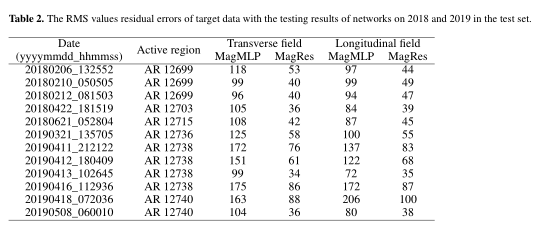 Table 2. The RMS values residual errors of target data with the testing results of networks on 2018 and 2019 in the test set.
Date Active region Transverse field Longitudinal field
(yyyymmdd_hhmmss) MagMLP MagRes MagMLP MagRes
20180206_132552 AR 12699 118 53 97 44
20180210_050505 AR 12699 99 40 99 49
20180212_081503 AR 12699 96 40 94 47
20180422_181519 AR 12703 105 36 84 39
20180621_052804 AR 12715 108 42 87 45
20190321_135705 AR 12736 125 58 100 55
20190411_212122 AR 12738 172 76 137 83
20190412_180409 AR 12738 151 61 122 68
20190413_102645 AR 12738 99 34 72 35
20190416_112936 AR 12738 175 86 172 87
20190418_072036 AR 12740 163 88 206 100
20190508_060010 AR 12740 104 36 80 38